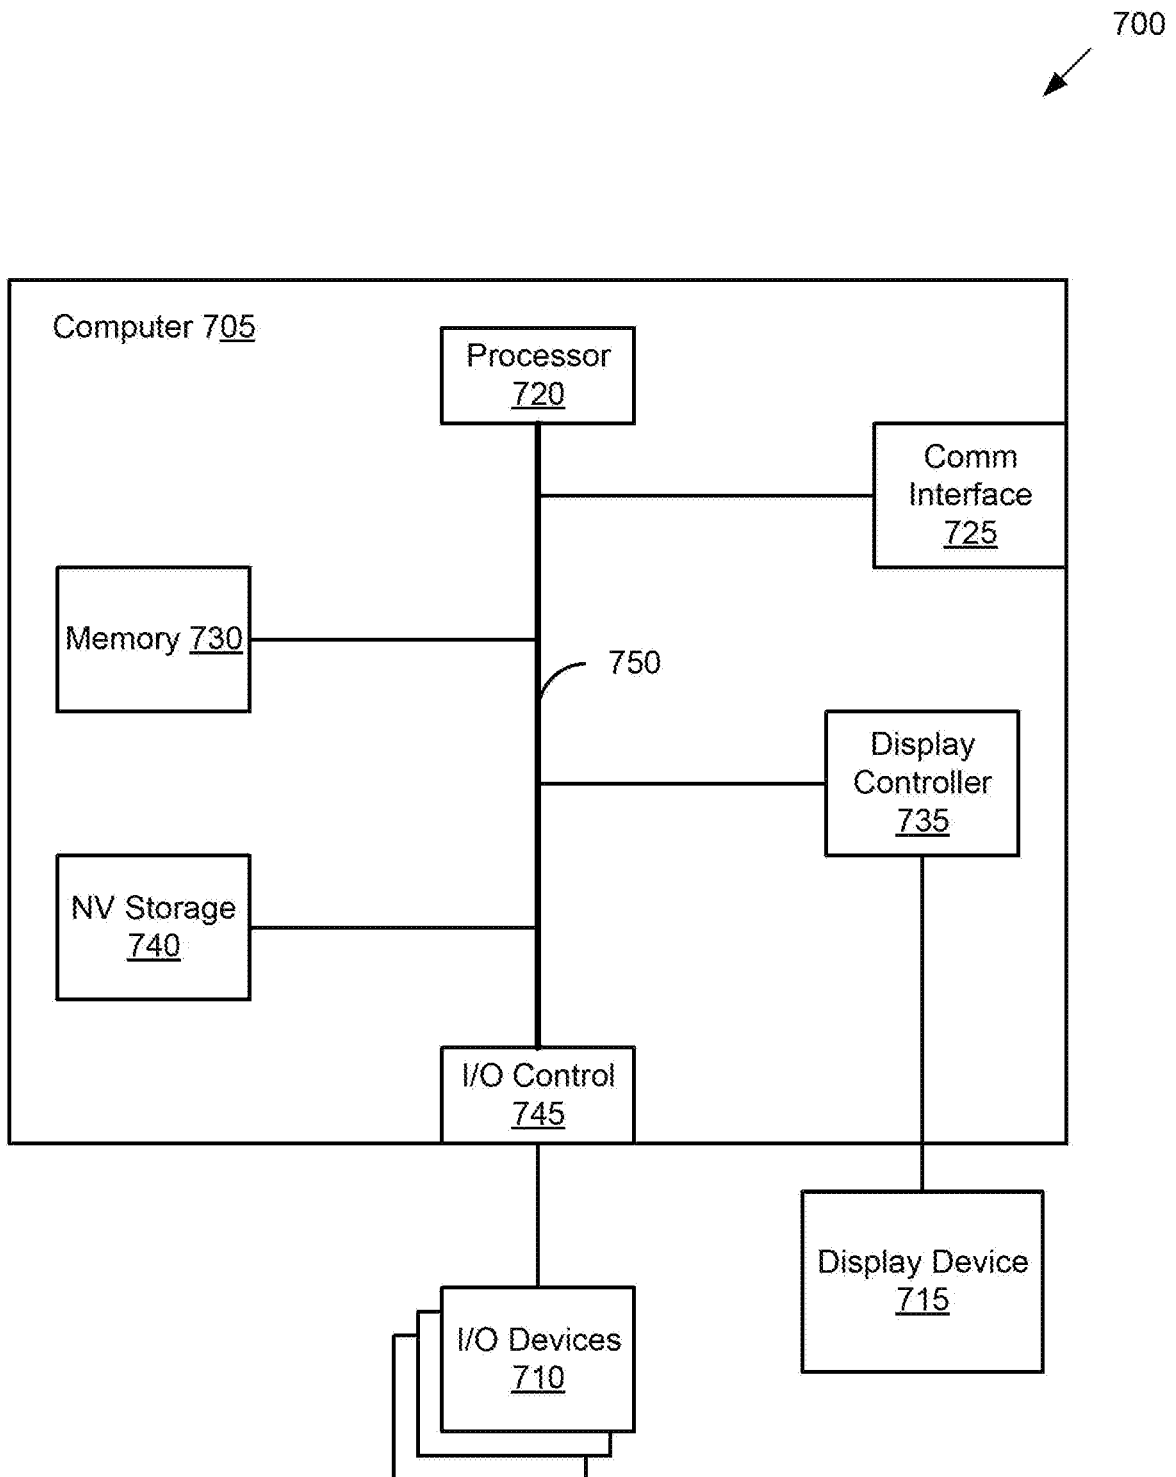 700
Computer 705
Processor
720
Comm
Interface
725
Memory 730
750
Display
Controller
735
NV Storage
740
I/O Control
745
Display Device
715
I/O Devices
710